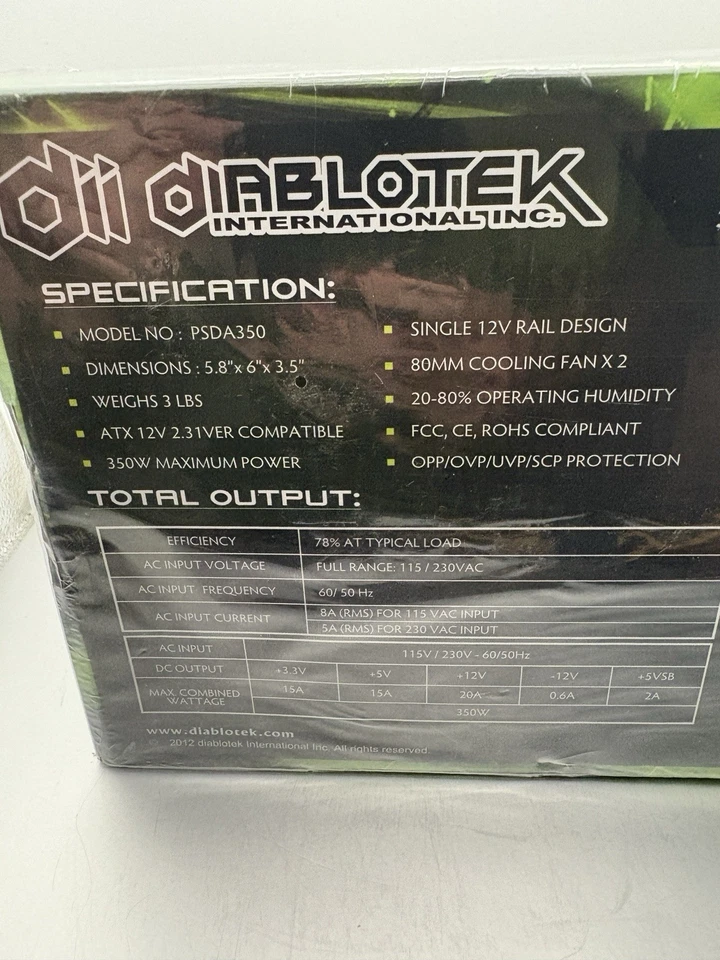 dii DIABLOTEK
INTERNATIONAL INC.
SPECIFICATION:
MODEL NO : PSDA350
DIMENSIONS : 5.8"x 6"x 3.5"
WEIGHS 3 LBS
ATX 12V 2.31VER COMPATIBLE
350W MAXIMUM POWER
SINGLE 12V RAIL DESIGN
80MM COOLING FAN X 2
20-80% OPERATING HUMIDITY
FCC, CE, ROHS COMPLIANT
OPP/OVP/UVP/SCP PROTECTION
TOTAL OUTPUT:
EFFICIENCY 78% AT TYPICAL LOAD
AC INPUT VOLTAGE FULL RANGE: 115 / 230VAC
AC INPUT FREQUENCY 60/ 50 Hz
AC INPUT CURRENT 8A (RMS) FOR 115 VAC INPUT
5A (RMS) FOR 230 VAC INPUT
AC INPUT 115V / 230V - 60/50Hz
DC OUTPUT +3.3V +5V +12V -12V +5VSB
MAX. COMBINED WATTAGE 15A 15A 20A 0.6A 2A
350W
www.diablotek.com
© 2012 diablotek International Inc. All rights reserved.